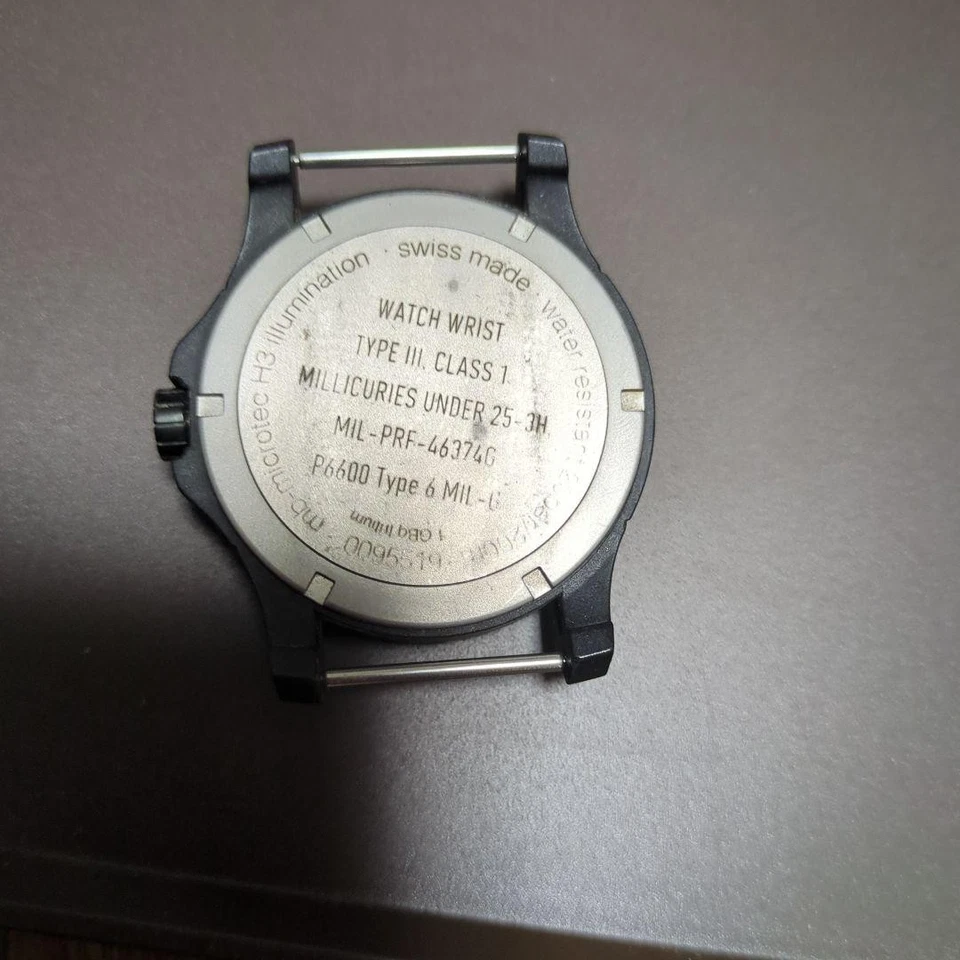 WATCH WRIST
TYPE III, CLASS 1
MILLICURIES UNDER 25-3H
MIL-PRF-46374G
P6600 Type 6 MIL-G
1 GBq tritium
mb-microtec H3 illumination · swiss made · water resistant